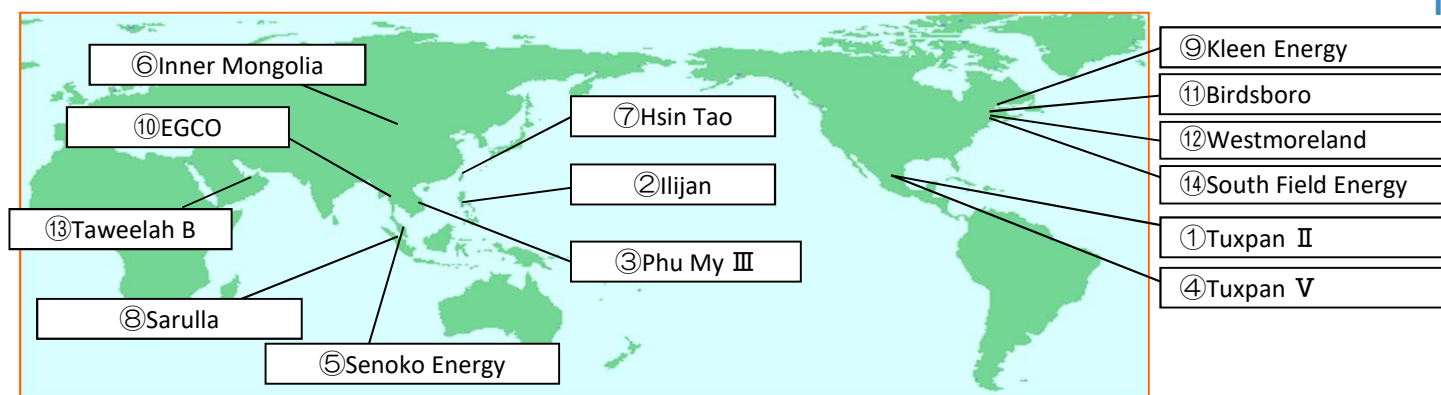 ⑥Inner Mongolia
⑩EGCO
⑬Taweelah B
⑧Sarulla
⑤Senoko Energy
⑦Hsin Tao
②Ilijan
③Phu My Ⅲ
⑨Kleen Energy
⑪Birdsboro
⑫Westmoreland
⑭South Field Energy
①Tuxpan Ⅱ
④Tuxpan Ⅴ